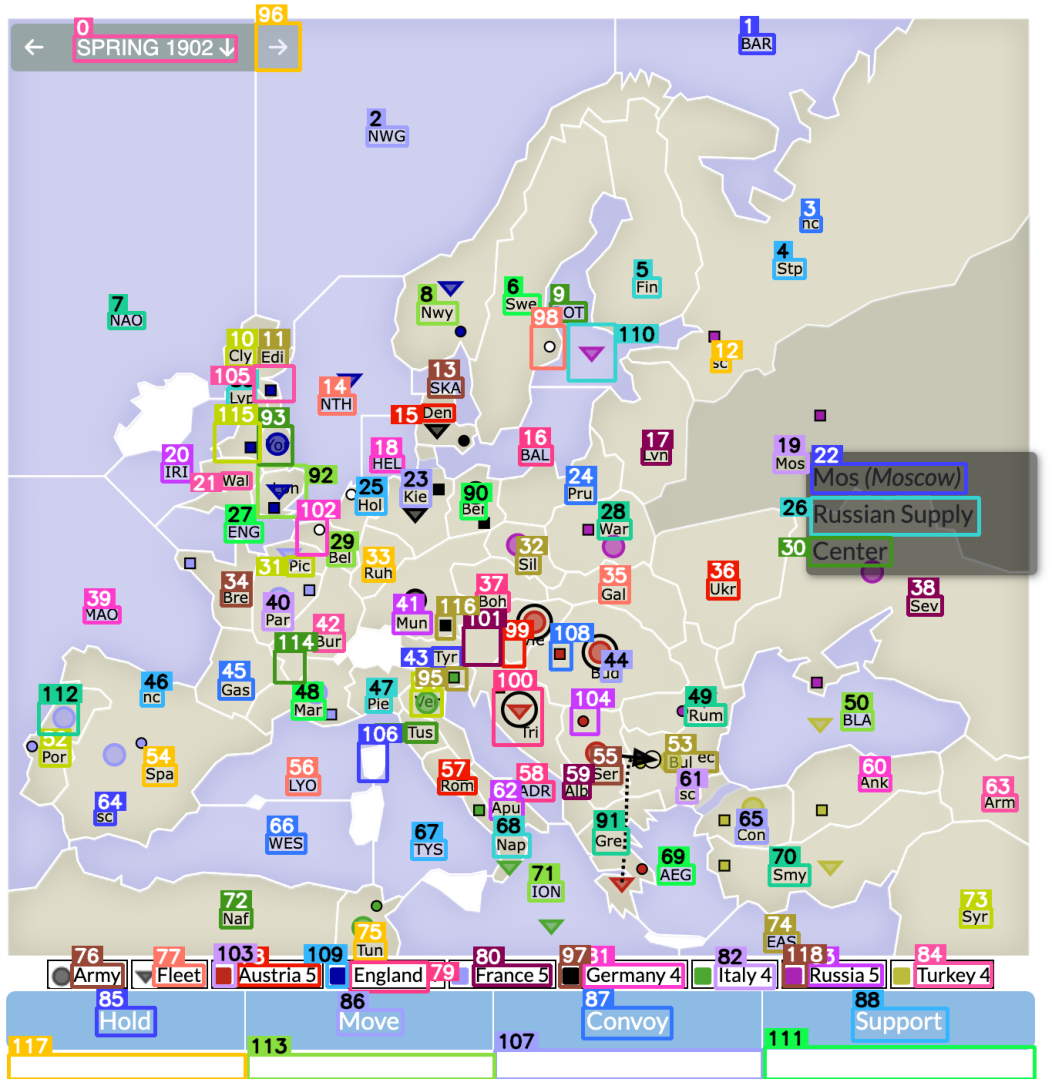 96
0
SPRING 1902
1
BAR
2
NWG
3
nc
4
Stp
5
Fin
6
Swe
9
OT
7
NAO
8
Nwy
98
110
12
sc
10
Cly
11
Edi
105
Lvp
14
NTH
13
SKA
15
Den
115
93
20
IRI
21
Wal
18
HEL
16
BAL
17
Lvn
19
Mos
22
Mos (Moscow)
26
Russian Supply
30
Center
92
25
Hol
23
Kie
90
Ber
24
Pru
27
ENG
102
28
War
29
Bel
31
Pic
33
Ruh
32
Sil
34
Bre
35
Gal
36
Ukr
38
Sev
39
MAO
40
Par
41
Mun
37
Boh
116
101
99
108
42
Bur
43
Tyr
44
Bud
114
45
Gas
46
nc
112
48
Mar
47
Pie
95
Ver
100
Tri
104
49
Rum
50
BLA
52
Por
54
Spa
106
Tus
55
Ser
53
Bul
ec
56
LYO
57
Rom
58
ADR
59
Alb
61
sc
60
Ank
63
Arm
64
sc
62
Apu
66
WES
67
TYS
68
Nap
91
Gre
65
Con
69
AEG
70
Smy
71
ION
72
Naf
75
Tun
74
EAS
73
Syr
76
Army
77
Fleet
103
Austria 5
109
England
79
80
France 5
97
81
Germany 4
82
Italy 4
118
Russia 5
84
Turkey 4
85
Hold
86
Move
87
Convoy
88
Support
117
113
107
111